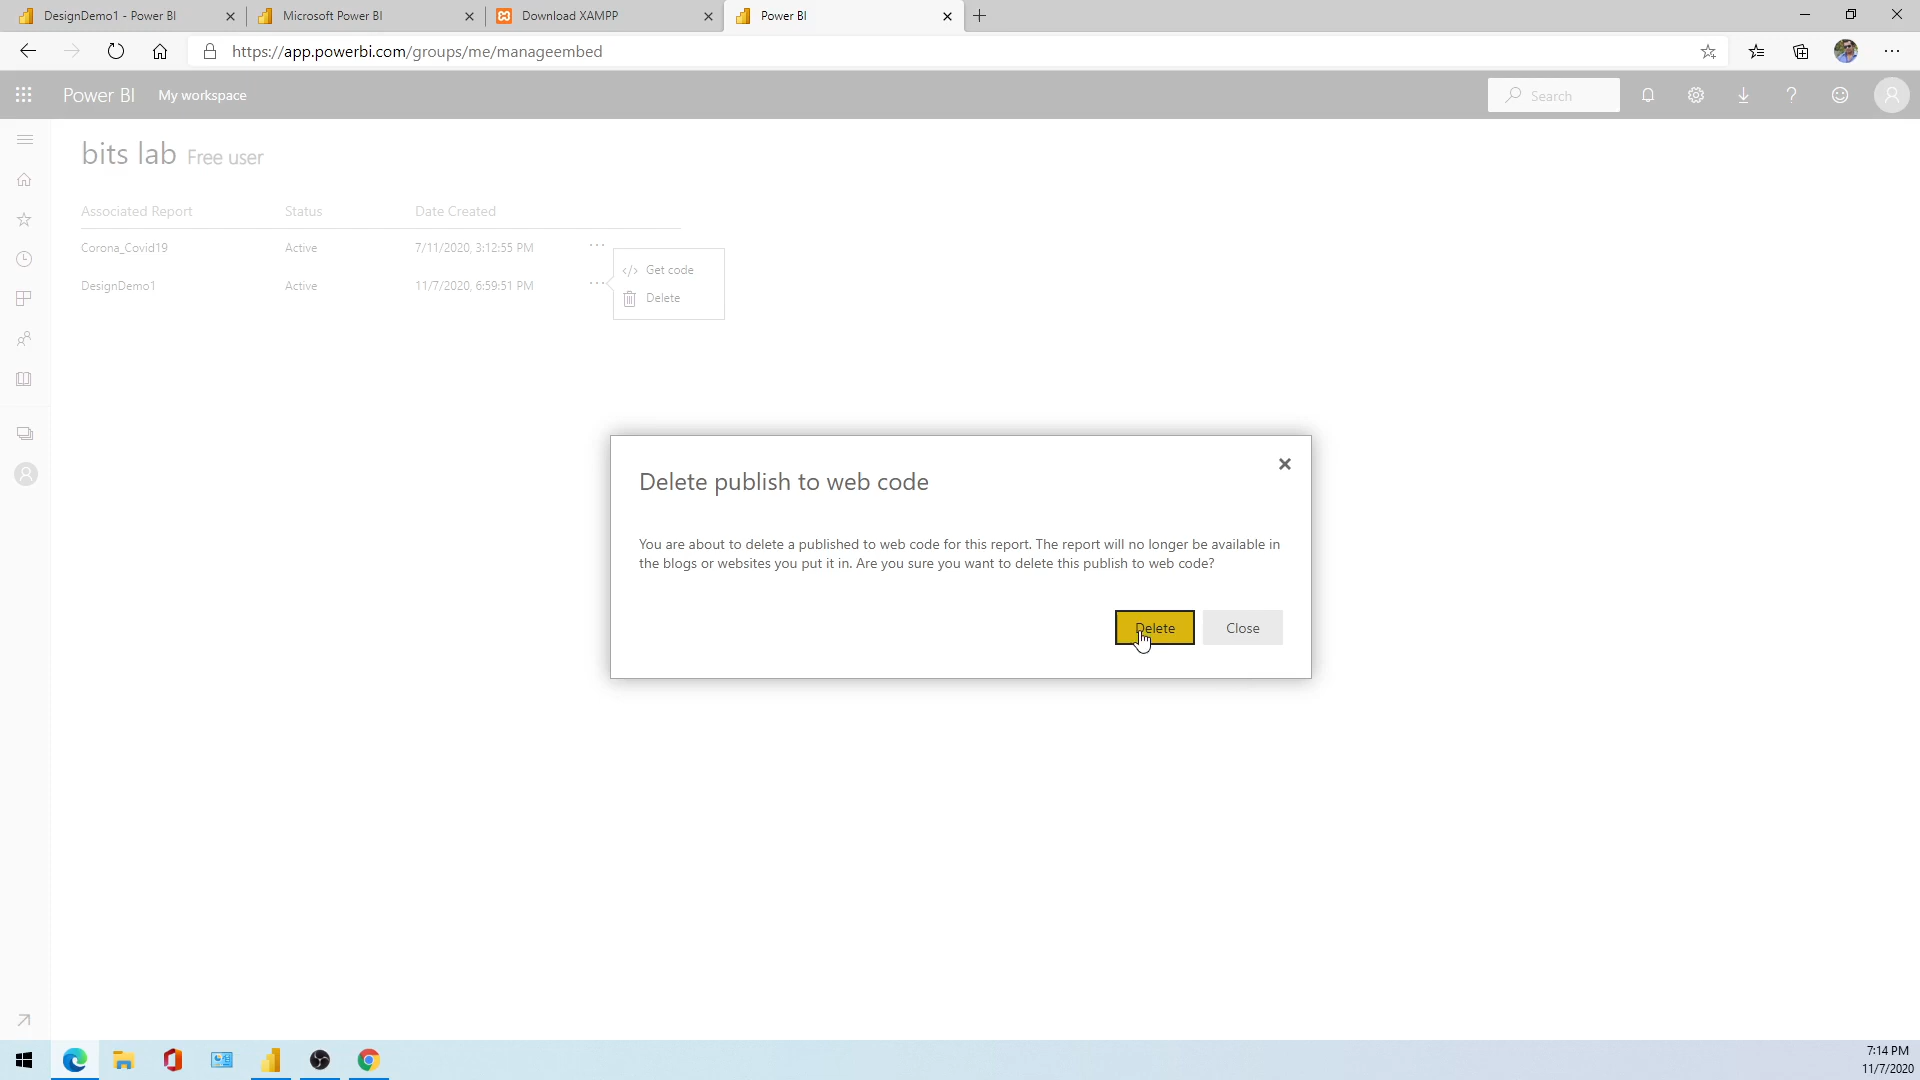 DesignDemo1 - Power BI
Microsoft Power BI
Download XAMPP
Power BI
https://app.powerbi.com/groups/me/manageembed
Power BI My workspace
Search
bits lab Free user
Associated Report Status Date Created
Corona_Covid19 Active 7/11/2020, 3:12:55 PM
DesignDemo1 Active 11/7/2020, 6:59:51 PM
Get code
Delete
Delete publish to web code
You are about to delete a published to web code for this report. The report will no longer be available in
the blogs or websites you put it in. Are you sure you want to delete this publish to web code?
Delete Close
7:14 PM
11/7/2020